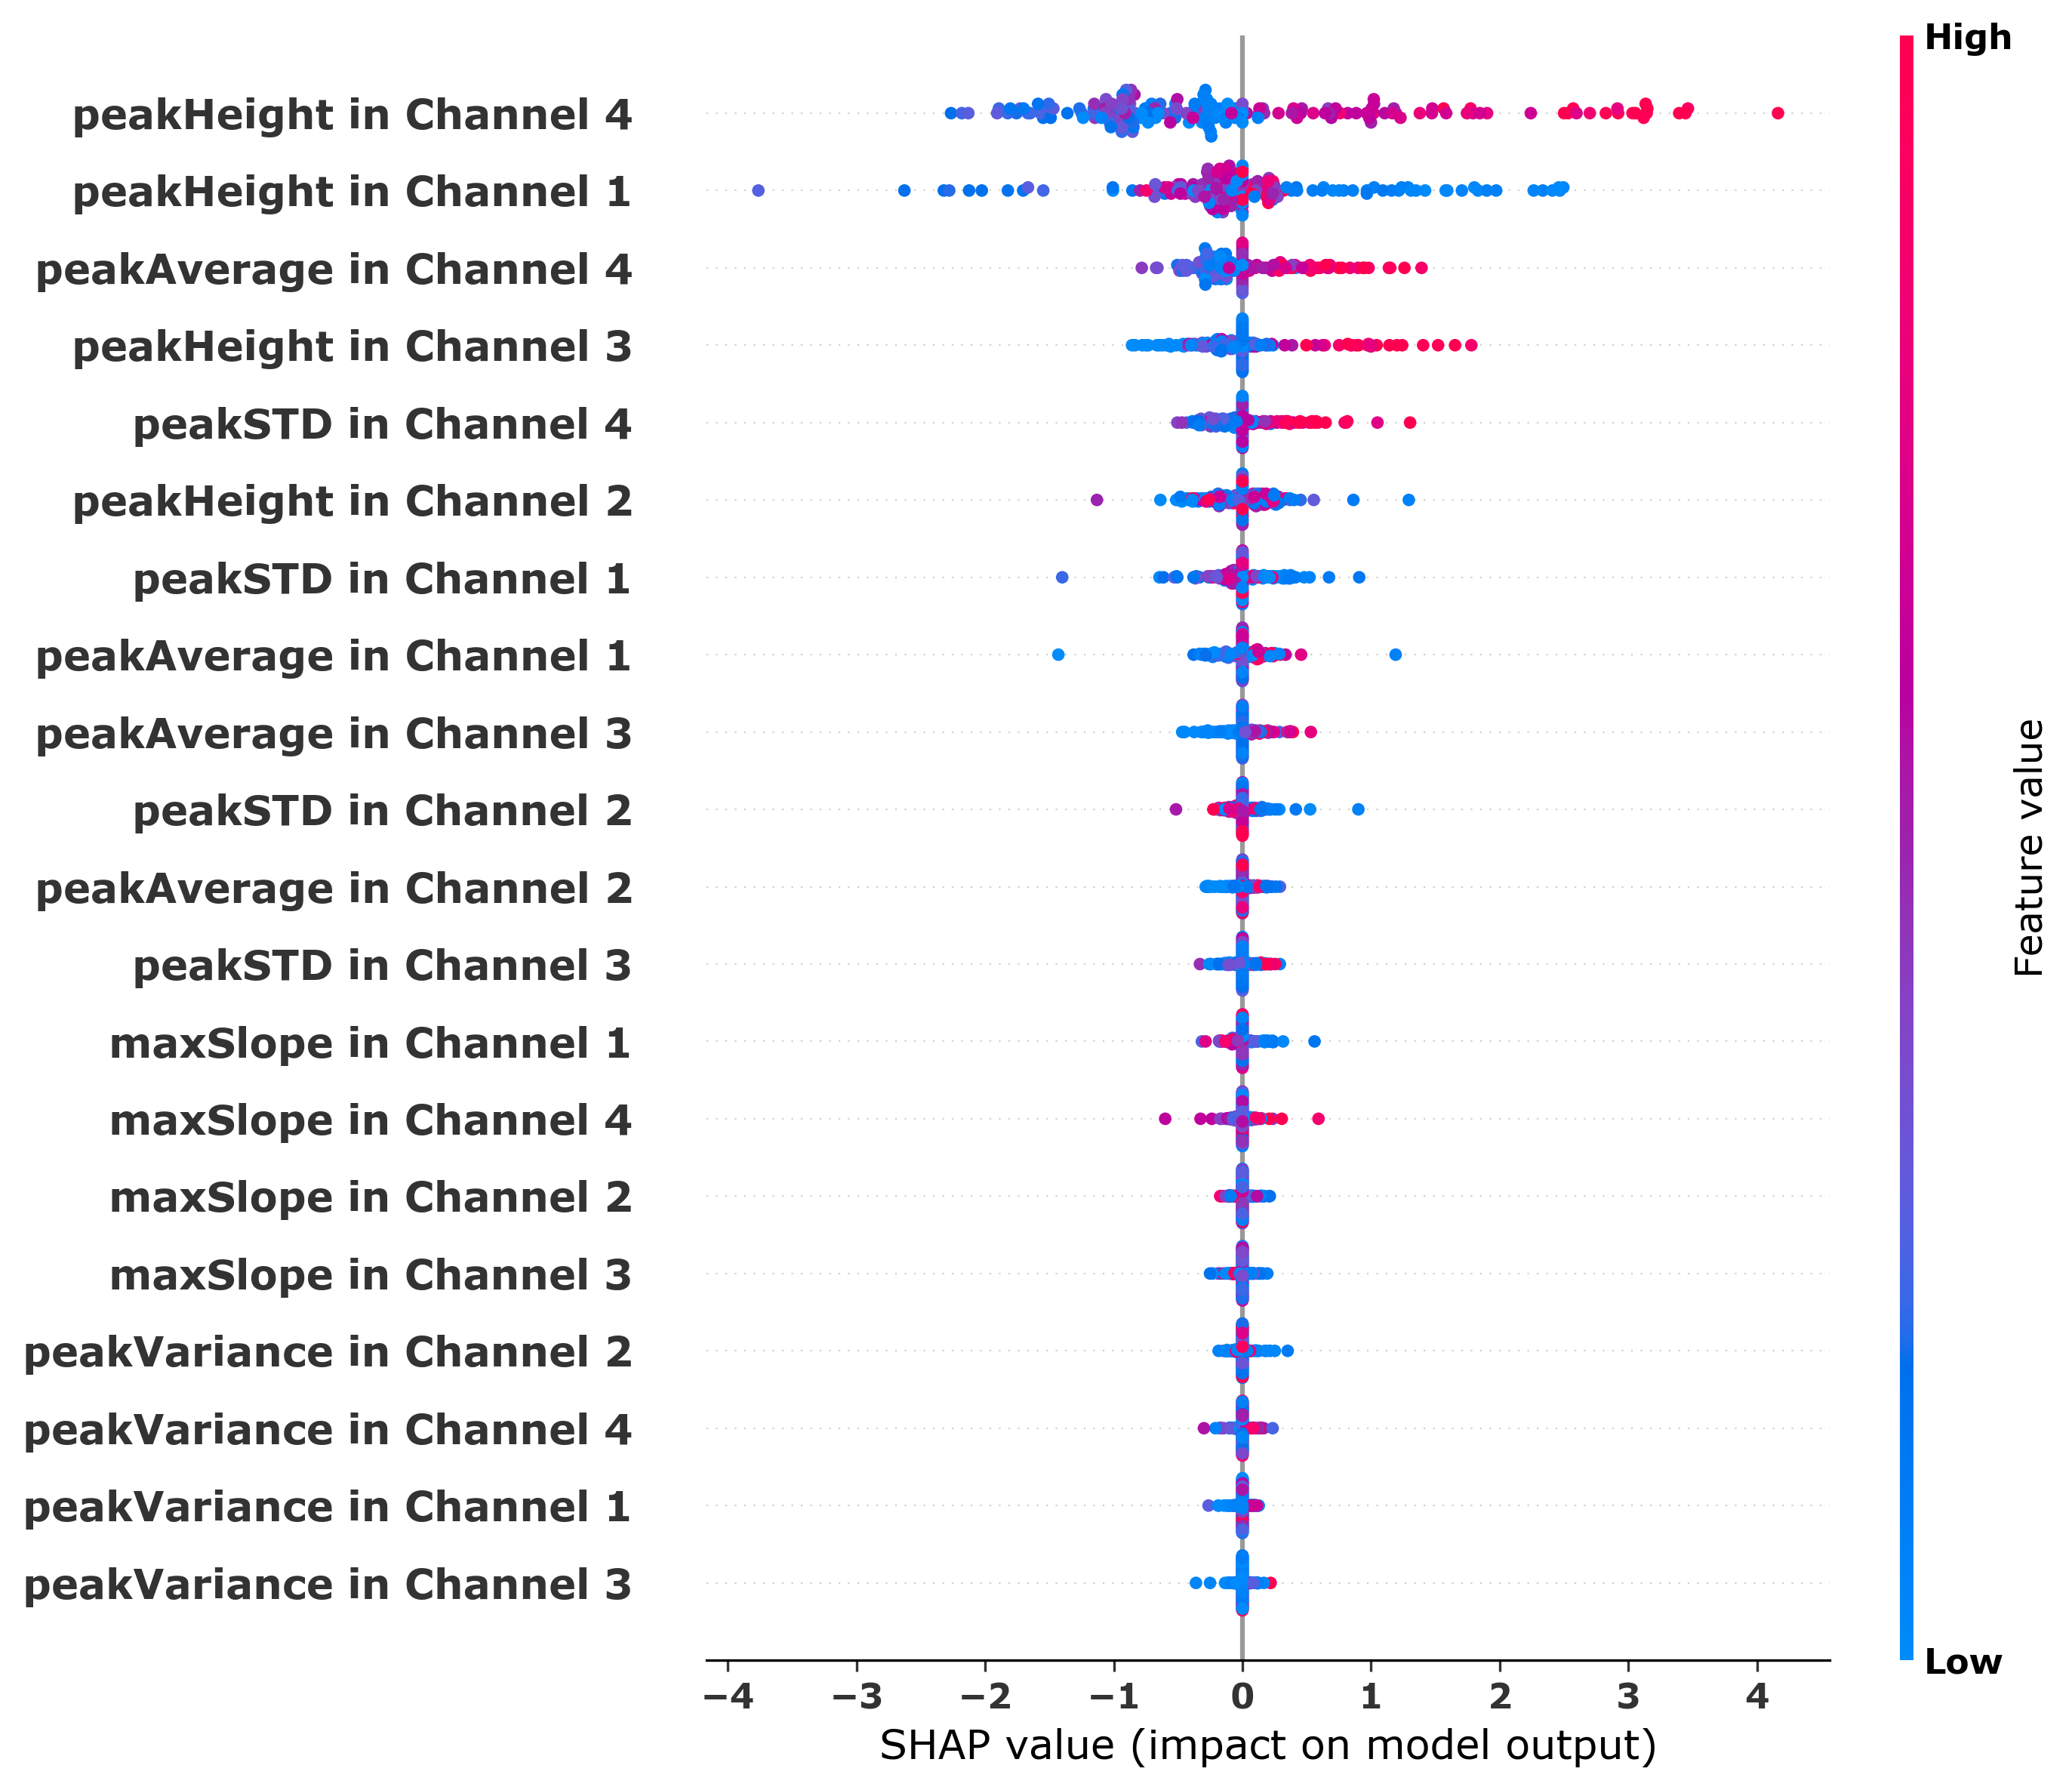 High
peakHeight in Channel 4
peakHeight in Channel 1
peakAverage in Channel 4
peakHeight in Channel 3
peakSTD in Channel 4
peakHeight in Channel 2
peakSTD in Channel 1
peakAverage in Channel 1
peakAverage in Channel 3
peakSTD in Channel 2
peakAverage in Channel 2
peakSTD in Channel 3
maxSlope in Channel 1
maxSlope in Channel 4
maxSlope in Channel 2
maxSlope in Channel 3
peakVariance in Channel 2
peakVariance in Channel 4
peakVariance in Channel 1
peakVariance in Channel 3
Feature value
Low
−4 −3 −2 −1 0 1 2 3 4
SHAP value (impact on model output)